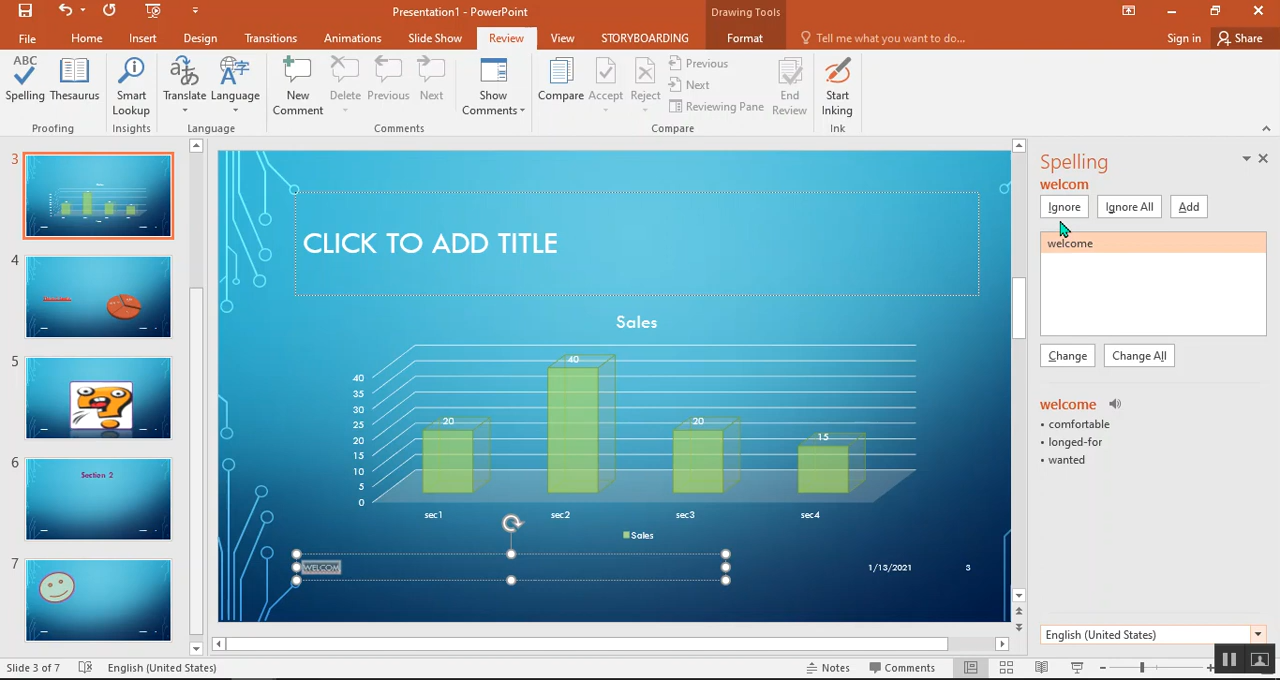 Presentation1 - PowerPoint
Drawing Tools
File
Home
Insert
Design
Transitions
Animations
Slide Show
Review
View
STORYBOARDING
Format
Tell me what you want to do...
Sign in
Share
ABC
Spelling
Thesaurus
Smart
Lookup
Translate
Language
New
Comment
Delete
Previous
Next
Show
Comments
Compare
Accept
Reject
Previous
Next
Reviewing Pane
End
Review
Start
Inking
Proofing
Insights
Language
Comments
Compare
Ink
3
4
5
6
Section 2
7
CLICK TO ADD TITLE
Sales
40
35
30
25
20
15
10
5
0
20
40
20
15
sec1
sec2
sec3
sec4
Sales
WELCOM
1/13/2021
3
Spelling
welcom
Ignore
Ignore All
Add
welcome
Change
Change All
welcome
• comfortable
• longed-for
• wanted
English (United States)
Slide 3 of 7
English (United States)
Notes
Comments